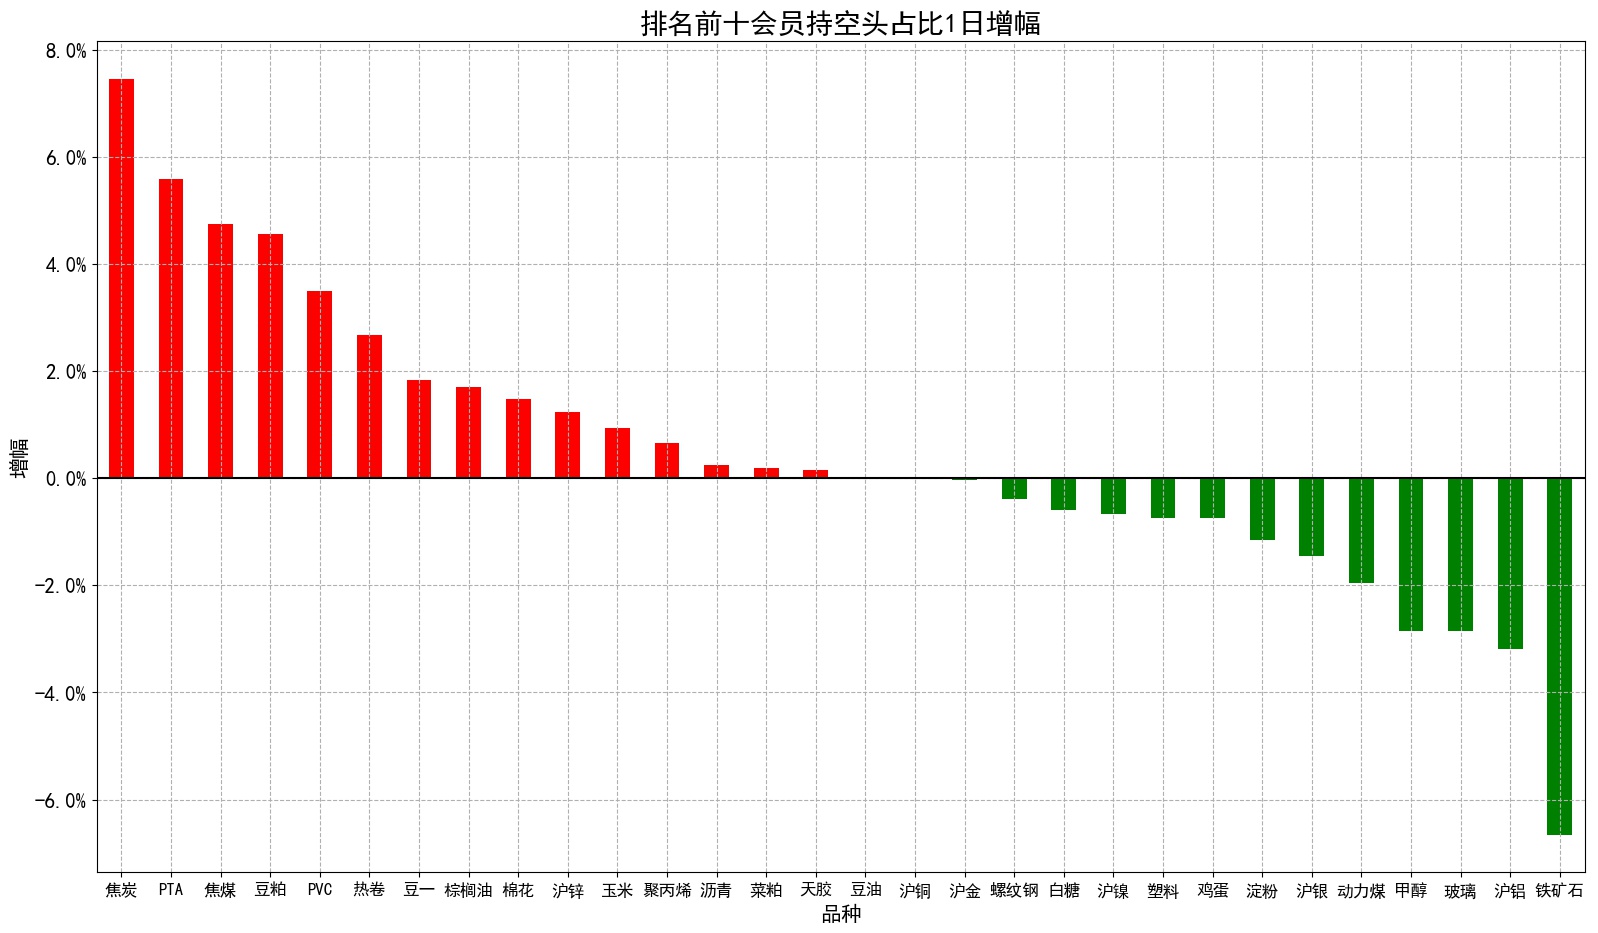 排名前十会员持空头占比1日增幅
8.0%
6.0%
4.0%
2.0%
0.0%
−2.0%
−4.0%
−6.0%
增幅
焦炭 PTA 焦煤 豆粕 PVC 热卷 豆一 棕榈油 棉花 沪锌 玉米 聚丙烯 沥青 菜粕 天胶 豆油 沪铜 沪金 螺纹钢 白糖 沪镍 塑料 鸡蛋 淀粉 沪银 动力煤 甲醇 玻璃 沪铝 铁矿石
品种